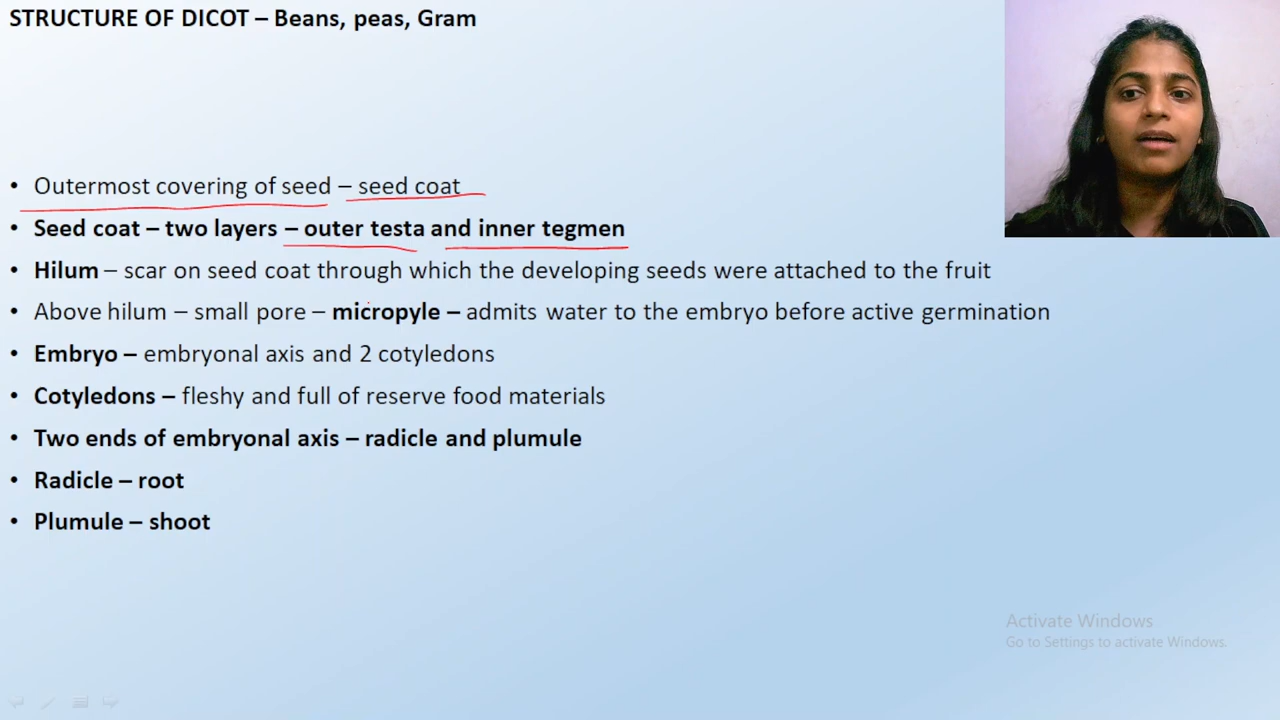 STRUCTURE OF DICOT – Beans, peas, Gram
• Outermost covering of seed – seed coat
• Seed coat – two layers – outer testa and inner tegmen
• Hilum – scar on seed coat through which the developing seeds were attached to the fruit
• Above hilum – small pore – micropyle – admits water to the embryo before active germination
• Embryo – embryonal axis and 2 cotyledons
• Cotyledons – fleshy and full of reserve food materials
• Two ends of embryonal axis – radicle and plumule
• Radicle – root
• Plumule – shoot
Activate Windows
Go to Settings to activate Windows.